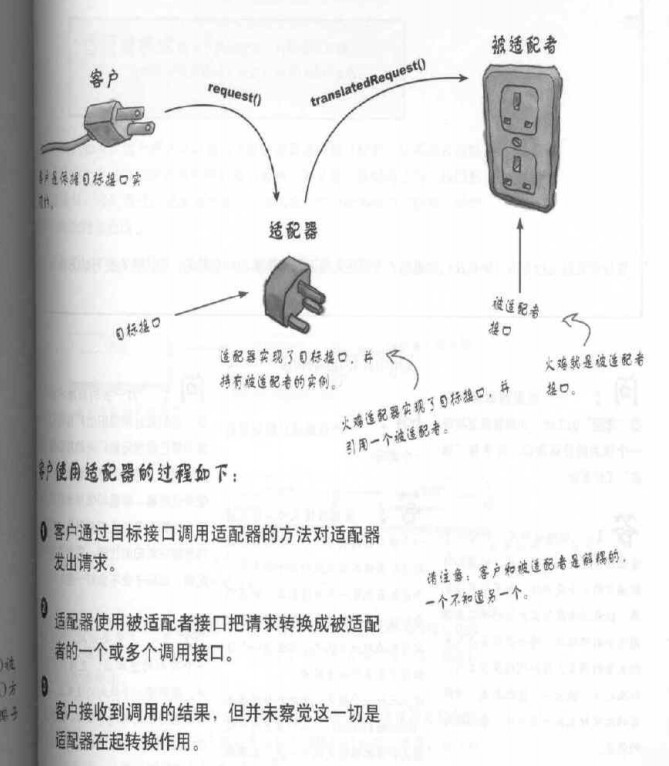 被适配者
客户
request()
translatedRequest()
客户是依据目标接口实
现的。
适配器
目标接口
被适配者
接口
适配器实现了目标接口，并
持有被适配者的实例。
火鸡就是被适配者
接口。
火鸡适配器实现了目标接口，并
引用一个被适配者。
客户使用适配器的过程如下：
1 客户通过目标接口调用适配器的方法对适配器
发出请求。
2 适配器使用被适配者接口把请求转换成被适配
者的一个或多个调用接口。
请注意：客户和被适配者是解耦的，
一个不知道另一个。
3 客户接收到调用的结果，但并未察觉这一切是
适配器在起转换作用。